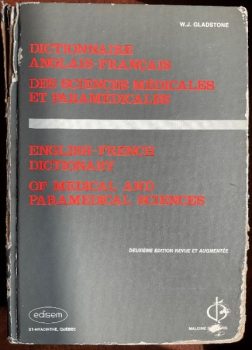 W.J. GLADSTONE
DICTIONNAIRE
ANGLAIS-FRANÇAIS
DES SCIENCES MÉDICALES
ET PARAMÉDICALES
ENGLISH-FRENCH
DICTIONARY
OF MEDICAL AND
PARAMEDICAL SCIENCES
DEUXIÈME ÉDITION REVUE ET AUGMENTÉE
edisem
ST-HYACINTHE, QUÉBEC
MALOINE